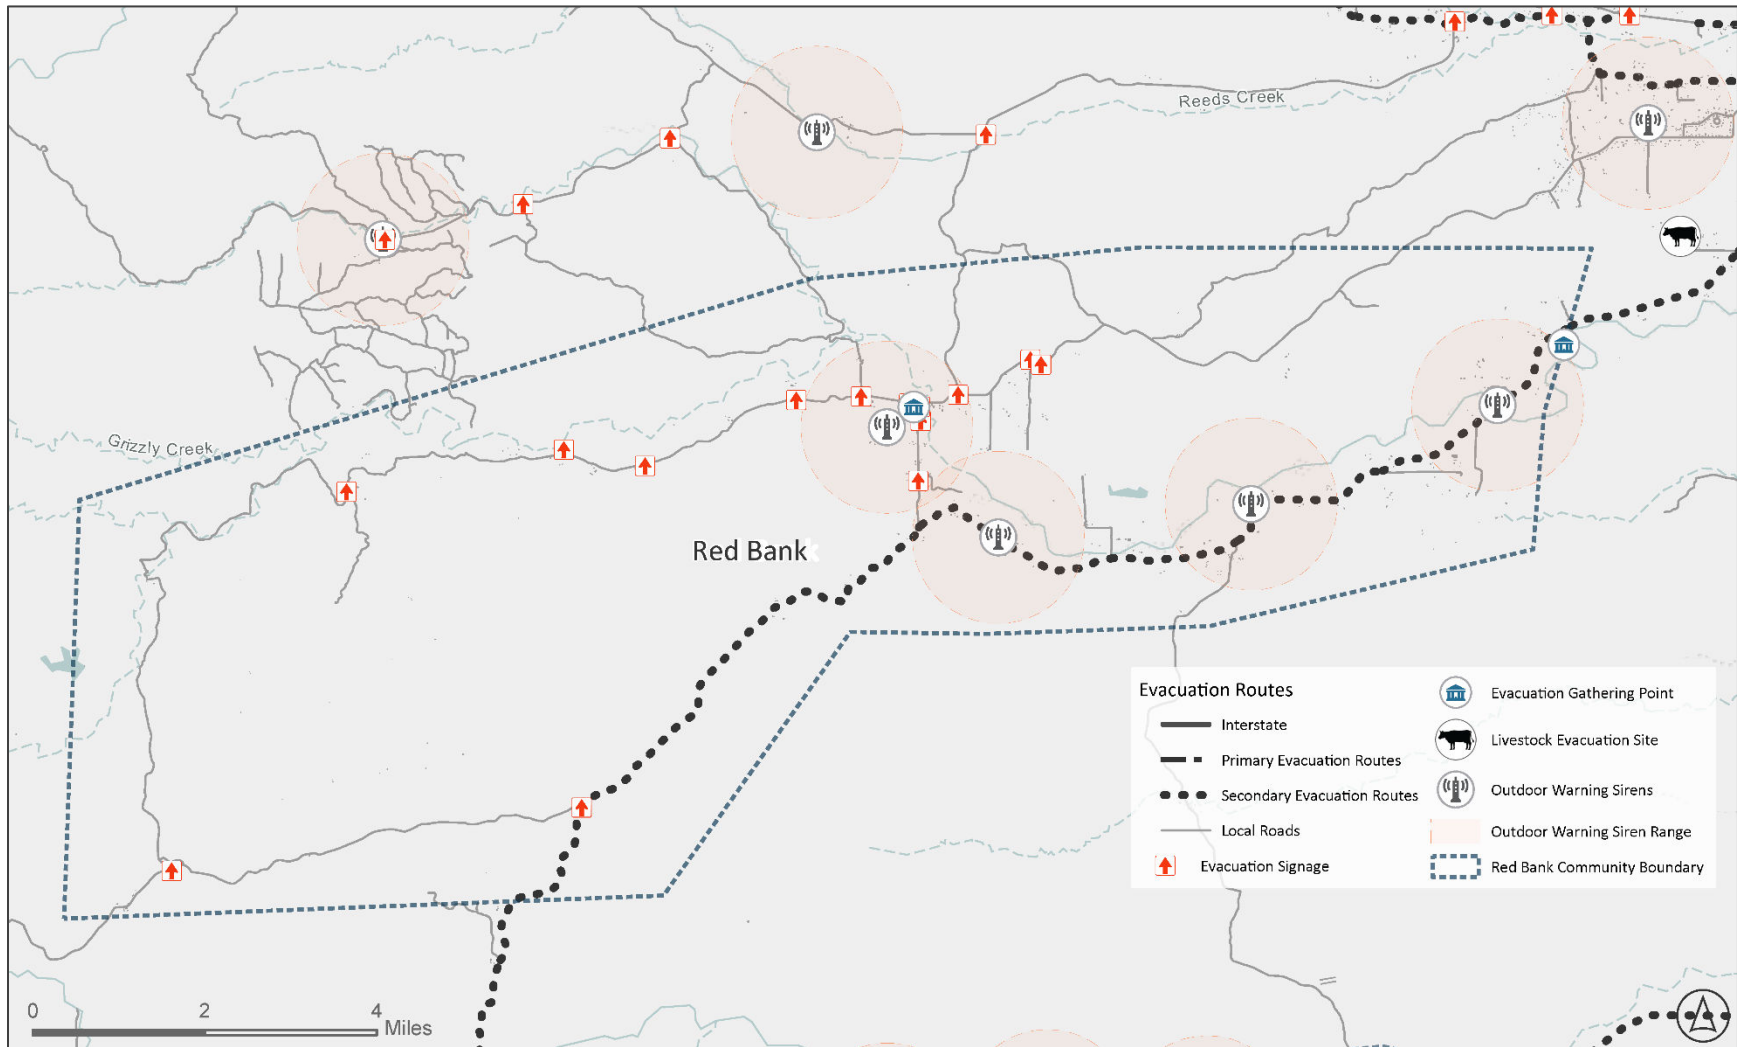 Reeds Creek
Grizzly Creek
Red Bank
Evacuation Routes
Interstate
Primary Evacuation Routes
Secondary Evacuation Routes
Local Roads
Evacuation Signage
Evacuation Gathering Point
Livestock Evacuation Site
Outdoor Warning Sirens
Outdoor Warning Siren Range
Red Bank Community Boundary
0 2 4
Miles